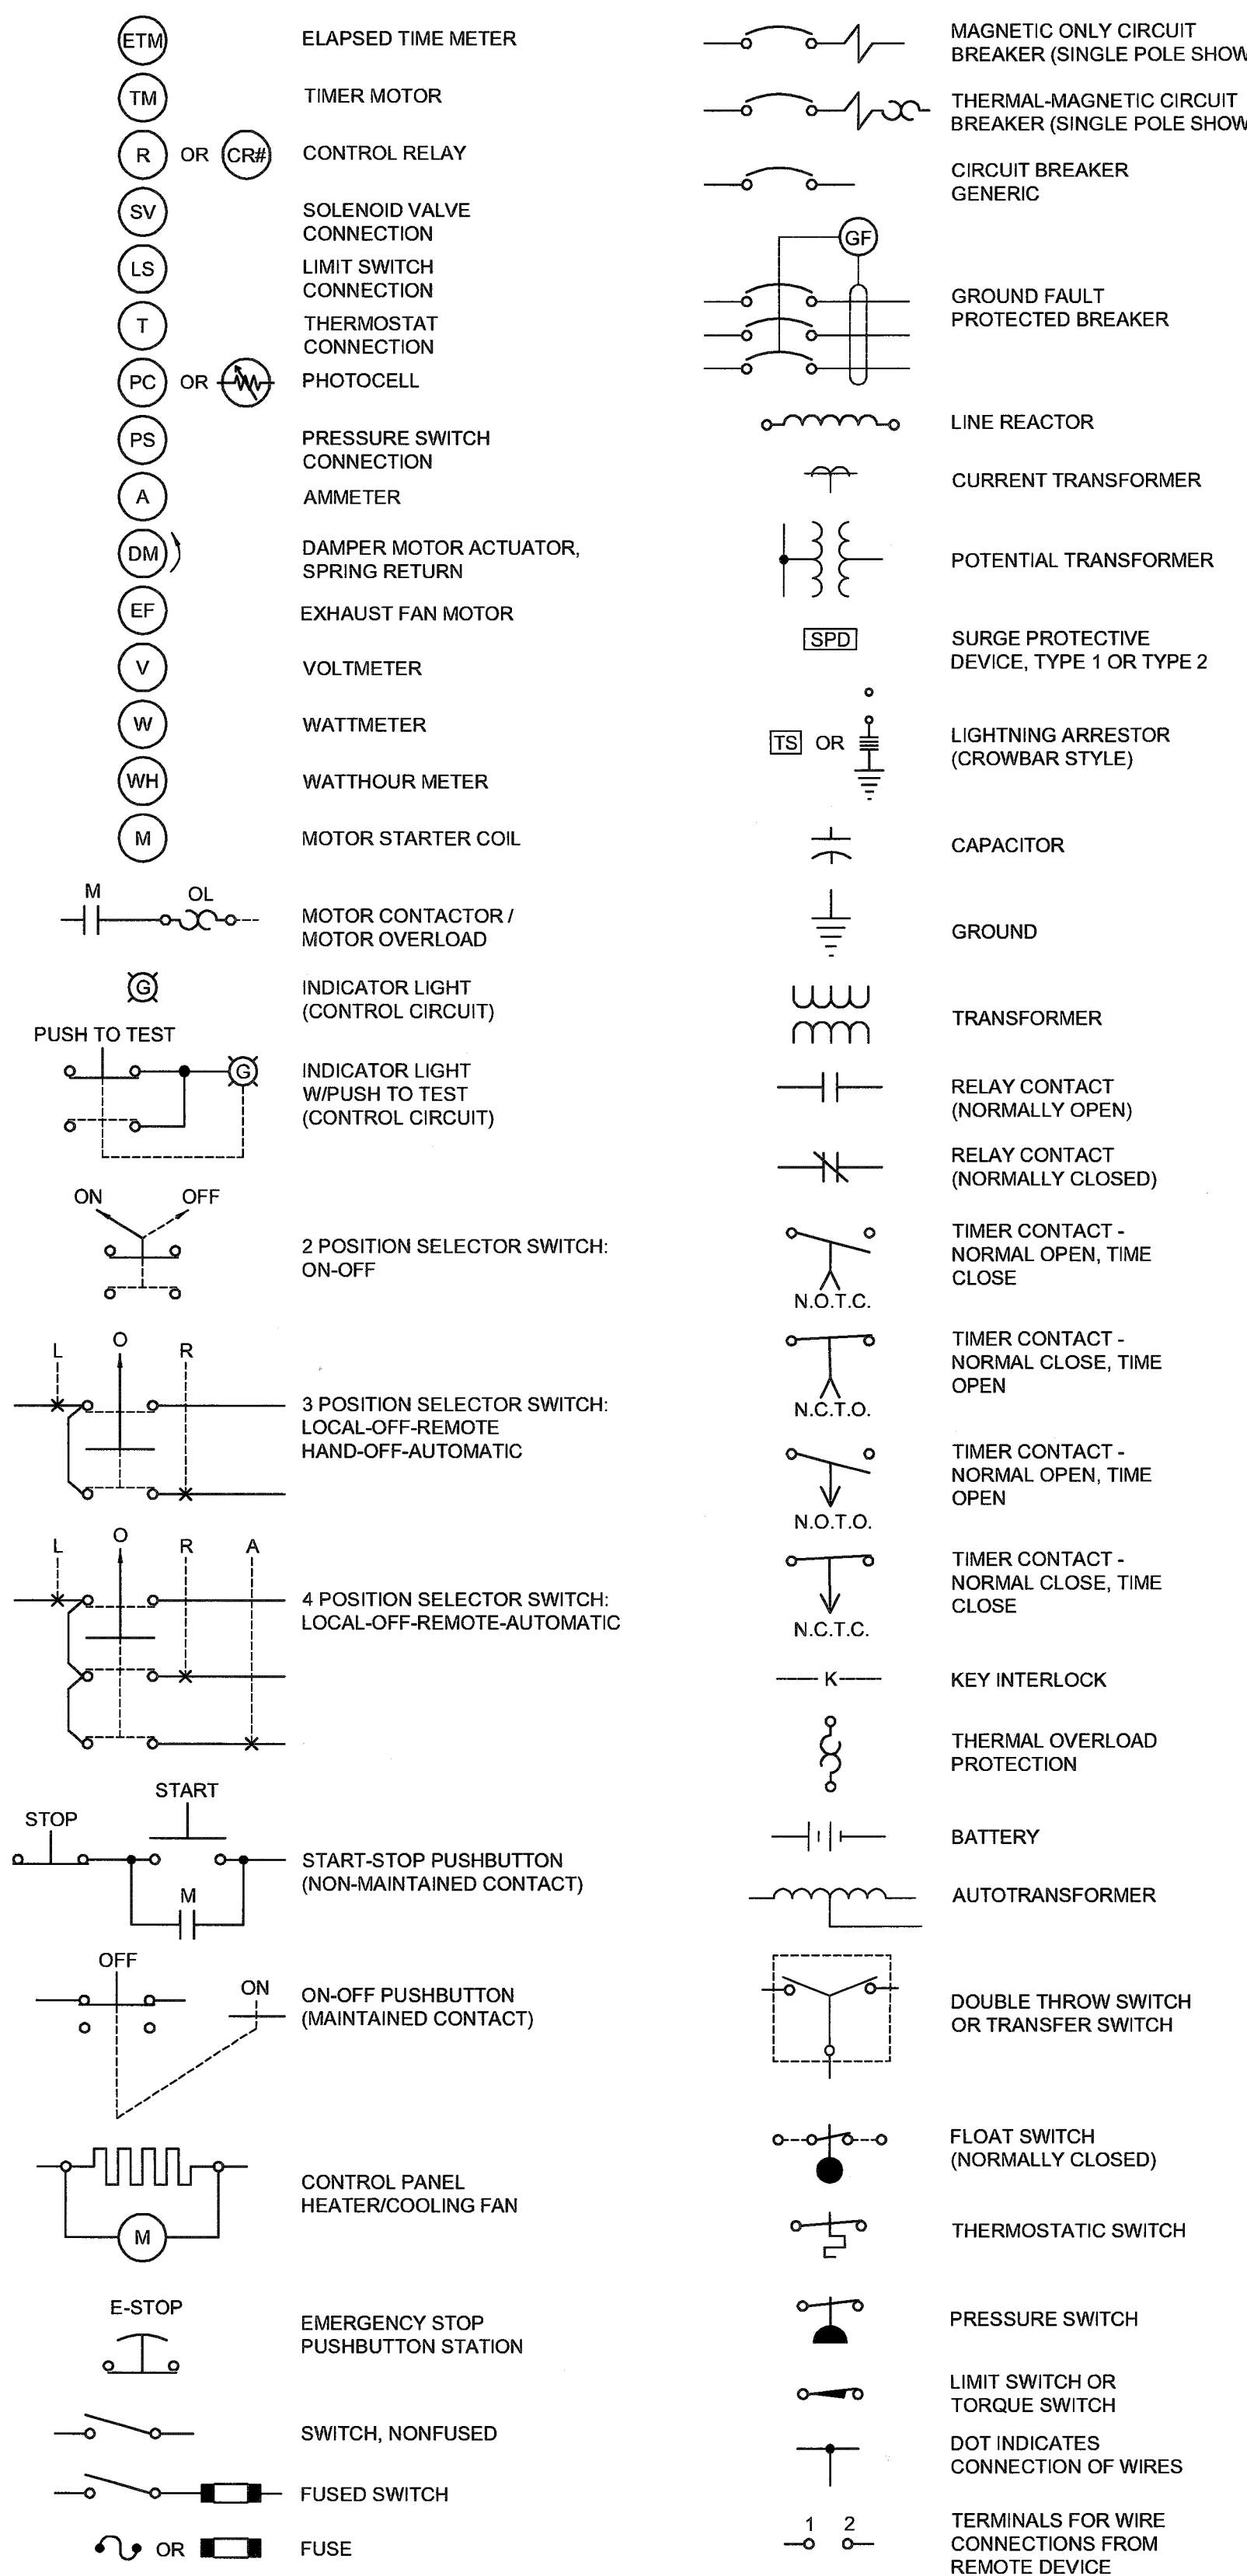 ETM ELAPSED TIME METER
TM TIMER MOTOR
R OR CR# CONTROL RELAY
SV SOLENOID VALVE
CONNECTION
LS LIMIT SWITCH
CONNECTION
T THERMOSTAT
CONNECTION
PC OR PHOTOCELL
PS PRESSURE SWITCH
CONNECTION
A AMMETER
DM DAMPER MOTOR ACTUATOR,
SPRING RETURN
EF EXHAUST FAN MOTOR
V VOLTMETER
W WATTMETER
WH WATTHOUR METER
M MOTOR STARTER COIL
M OL
MOTOR CONTACTOR /
MOTOR OVERLOAD
G INDICATOR LIGHT
(CONTROL CIRCUIT)
PUSH TO TEST
G INDICATOR LIGHT
W/PUSH TO TEST
(CONTROL CIRCUIT)
ON OFF
2 POSITION SELECTOR SWITCH:
ON-OFF
L O R
3 POSITION SELECTOR SWITCH:
LOCAL-OFF-REMOTE
HAND-OFF-AUTOMATIC
L O R A
4 POSITION SELECTOR SWITCH:
LOCAL-OFF-REMOTE-AUTOMATIC
START
STOP
START-STOP PUSHBUTTON
(NON-MAINTAINED CONTACT)
M
OFF
ON
ON-OFF PUSHBUTTON
(MAINTAINED CONTACT)
CONTROL PANEL
HEATER/COOLING FAN
M
E-STOP
EMERGENCY STOP
PUSHBUTTON STATION
SWITCH, NONFUSED
FUSED SWITCH
OR FUSE
MAGNETIC ONLY CIRCUIT
BREAKER (SINGLE POLE SHOW
THERMAL-MAGNETIC CIRCUIT
BREAKER (SINGLE POLE SHOW
CIRCUIT BREAKER
GENERIC
GF
GROUND FAULT
PROTECTED BREAKER
LINE REACTOR
CURRENT TRANSFORMER
POTENTIAL TRANSFORMER
SPD SURGE PROTECTIVE
DEVICE, TYPE 1 OR TYPE 2
TS OR LIGHTNING ARRESTOR
(CROWBAR STYLE)
CAPACITOR
GROUND
TRANSFORMER
RELAY CONTACT
(NORMALLY OPEN)
RELAY CONTACT
(NORMALLY CLOSED)
TIMER CONTACT -
NORMAL OPEN, TIME
CLOSE
N.O.T.C.
TIMER CONTACT -
NORMAL CLOSE, TIME
OPEN
N.C.T.O.
TIMER CONTACT -
NORMAL OPEN, TIME
OPEN
N.O.T.O.
TIMER CONTACT -
NORMAL CLOSE, TIME
CLOSE
N.C.T.C.
K KEY INTERLOCK
THERMAL OVERLOAD
PROTECTION
BATTERY
AUTOTRANSFORMER
DOUBLE THROW SWITCH
OR TRANSFER SWITCH
FLOAT SWITCH
(NORMALLY CLOSED)
THERMOSTATIC SWITCH
PRESSURE SWITCH
LIMIT SWITCH OR
TORQUE SWITCH
DOT INDICATES
CONNECTION OF WIRES
1 2
TERMINALS FOR WIRE
CONNECTIONS FROM
REMOTE DEVICE